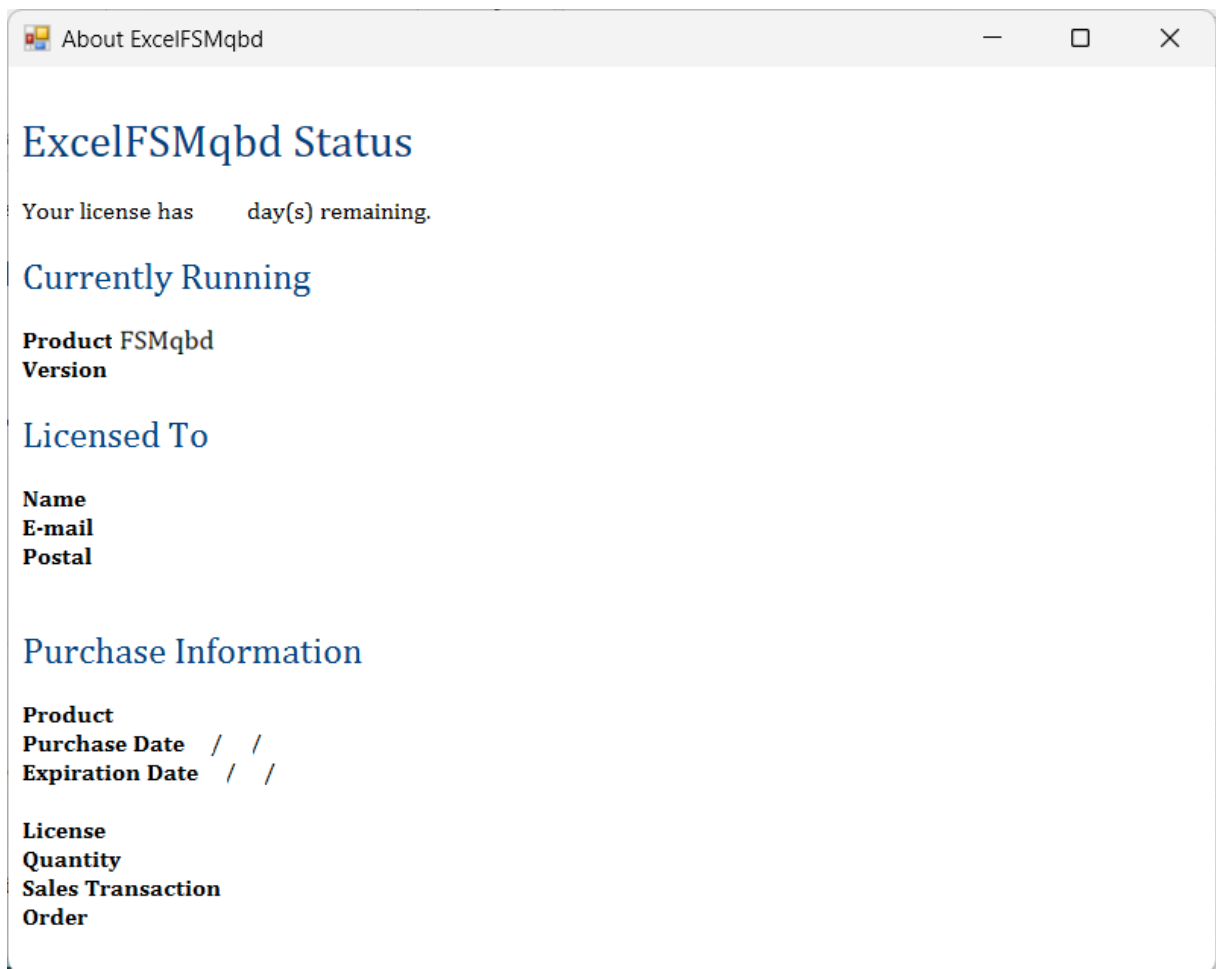 About ExcelFSMqbd
ExcelFSMqbd Status
Your license has day(s) remaining.
Currently Running
Product FSMqbd
Version
Licensed To
Name
E-mail
Postal
Purchase Information
Product
Purchase Date / /
Expiration Date / /
License
Quantity
Sales Transaction
Order